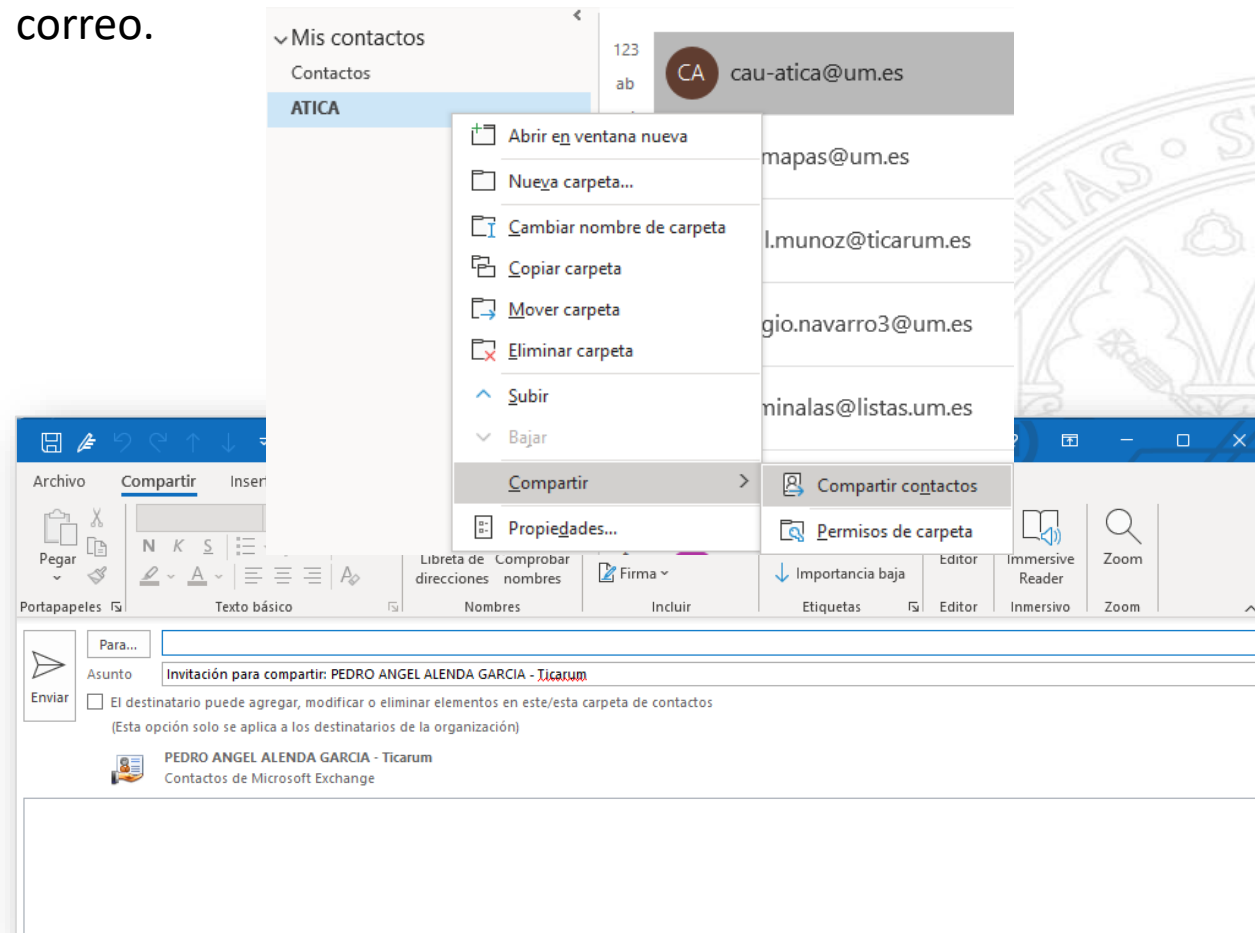 correo.
Mis contactos
Contactos
ATICA
123
ab
CA
cau-atica@um.es
mapas@um.es
l.munoz@ticarum.es
gio.navarro3@um.es
minalas@listas.um.es
Abrir en ventana nueva
Nueva carpeta...
Cambiar nombre de carpeta
Copiar carpeta
Mover carpeta
Eliminar carpeta
Subir
Bajar
Compartir
Propiedades...
Compartir contactos
Permisos de carpeta
Archivo Compartir Inser
Pegar
N K S
Libreta de direcciones
Comprobar nombres
Firma
Importancia baja
Editor
Immersive Reader
Zoom
Portapapeles Texto básico Nombres Incluir Etiquetas Editor Inmersivo Zoom
Para...
Asunto Invitación para compartir: PEDRO ANGEL ALENDA GARCIA - Ticarum
Enviar
El destinatario puede agregar, modificar o eliminar elementos en este/esta carpeta de contactos
(Esta opción solo se aplica a los destinatarios de la organización)
PEDRO ANGEL ALENDA GARCIA - Ticarum
Contactos de Microsoft Exchange